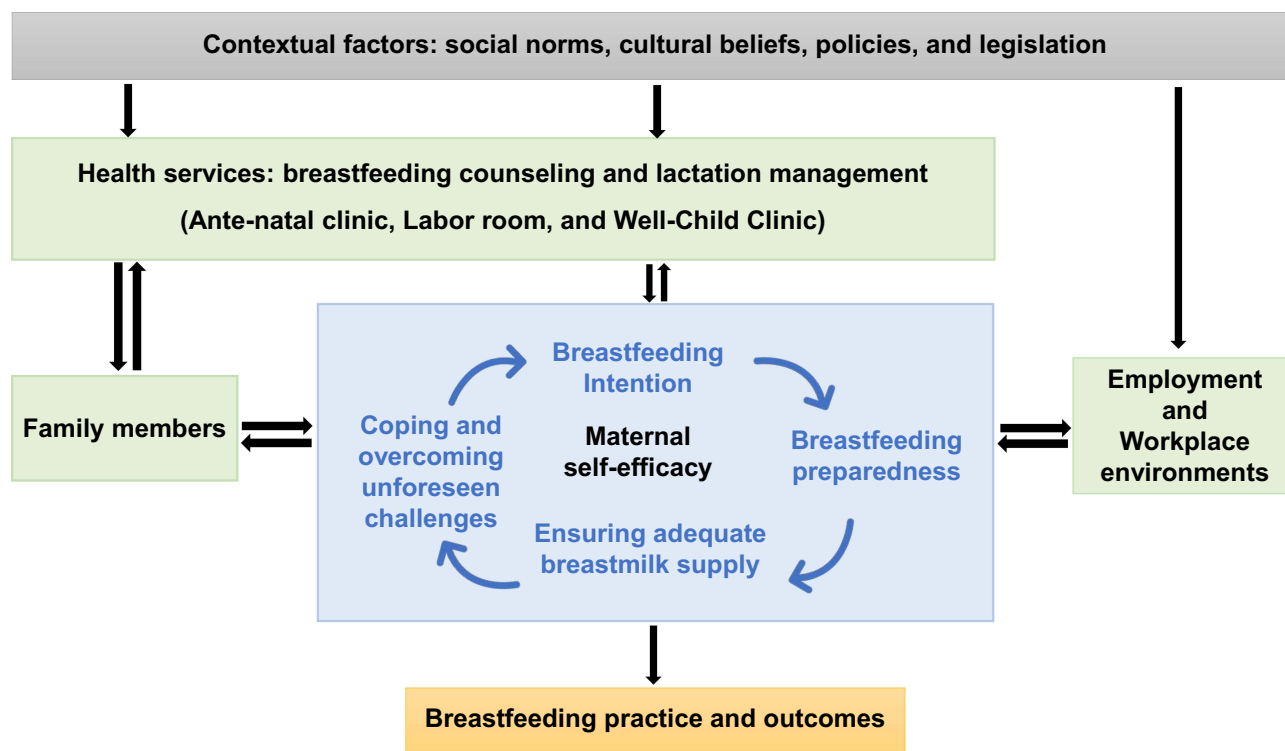 Contextual factors: social norms, cultural beliefs, policies, and legislation
Health services: breastfeeding counseling and lactation management
(Ante-natal clinic, Labor room, and Well-Child Clinic)
Family members
Breastfeeding
Intention
Coping and
overcoming
unforeseen
challenges
Maternal
self-efficacy
Breastfeeding
preparedness
Ensuring adequate
breastmilk supply
Employment
and
Workplace
environments
Breastfeeding practice and outcomes